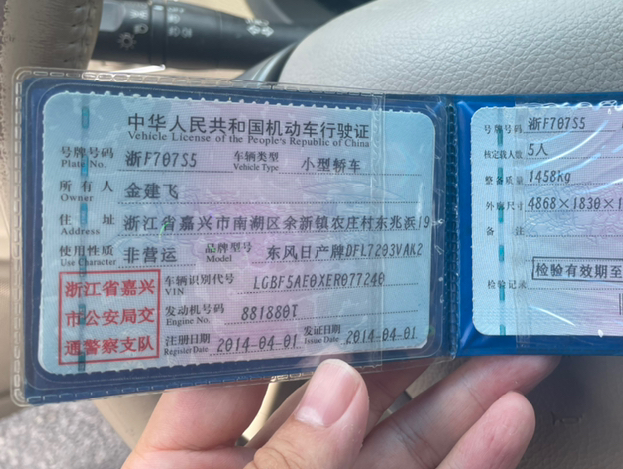 中华人民共和国机动车行驶证
Vehicle License of the People's Republic of China
号牌号码 浙F707S5 车辆类型 小型轿车
Plate No. Vehicle Type
所有人 金建飞
Owner
住址 浙江省嘉兴市南湖区余新镇农庄村东兆浜19
Address
使用性质 非营运 品牌型号 东风日产牌DFL7203VAK2
Use Character Model
浙江省嘉兴
市公安局交
通警察支队
车辆识别代号 LGBF5AE0XER077240
VIN
发动机号码 881880T
Engine No.
注册日期 2014-04-01 发证日期 2014-04-01
Register Date Issue Date
号牌号码 浙F707S5
核定载人数 5人
整备质量 1458kg
外廓尺寸 4868×1830×1
备注
检验有效期至
检验记录